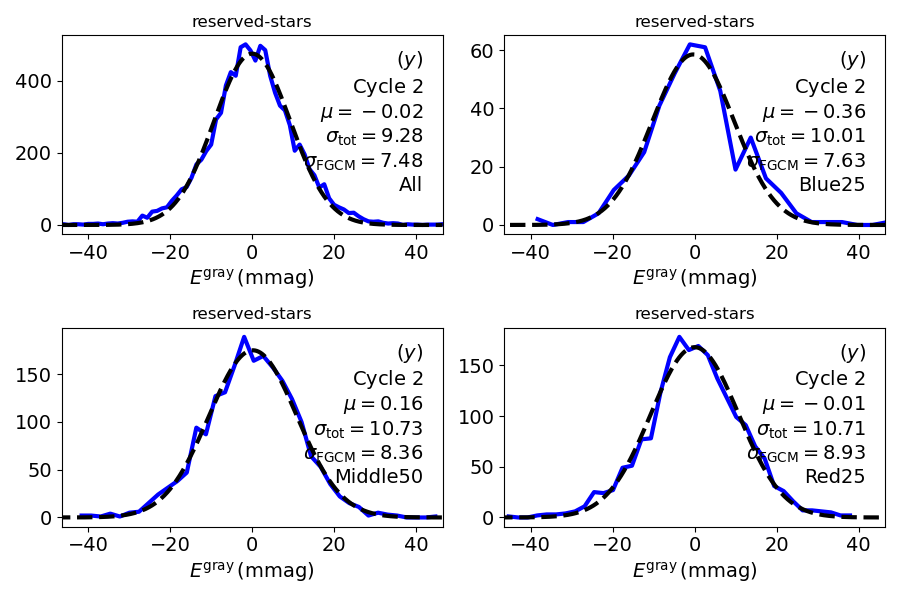 reserved-stars
(y)
Cycle 2
μ = −0.02
σtot = 9.28
σFGCM = 7.48
All
400
200
0
−40 −20 0 20 40
E^gray (mmag)
reserved-stars
(y)
Cycle 2
μ = −0.36
σtot = 10.01
σFGCM = 7.63
Blue25
60
40
20
0
−40 −20 0 20 40
E^gray (mmag)
reserved-stars
(y)
Cycle 2
μ = 0.16
σtot = 10.73
σFGCM = 8.36
Middle50
150
100
50
0
−40 −20 0 20 40
E^gray (mmag)
reserved-stars
(y)
Cycle 2
μ = −0.01
σtot = 10.71
σFGCM = 8.93
Red25
150
100
50
0
−40 −20 0 20 40
E^gray (mmag)